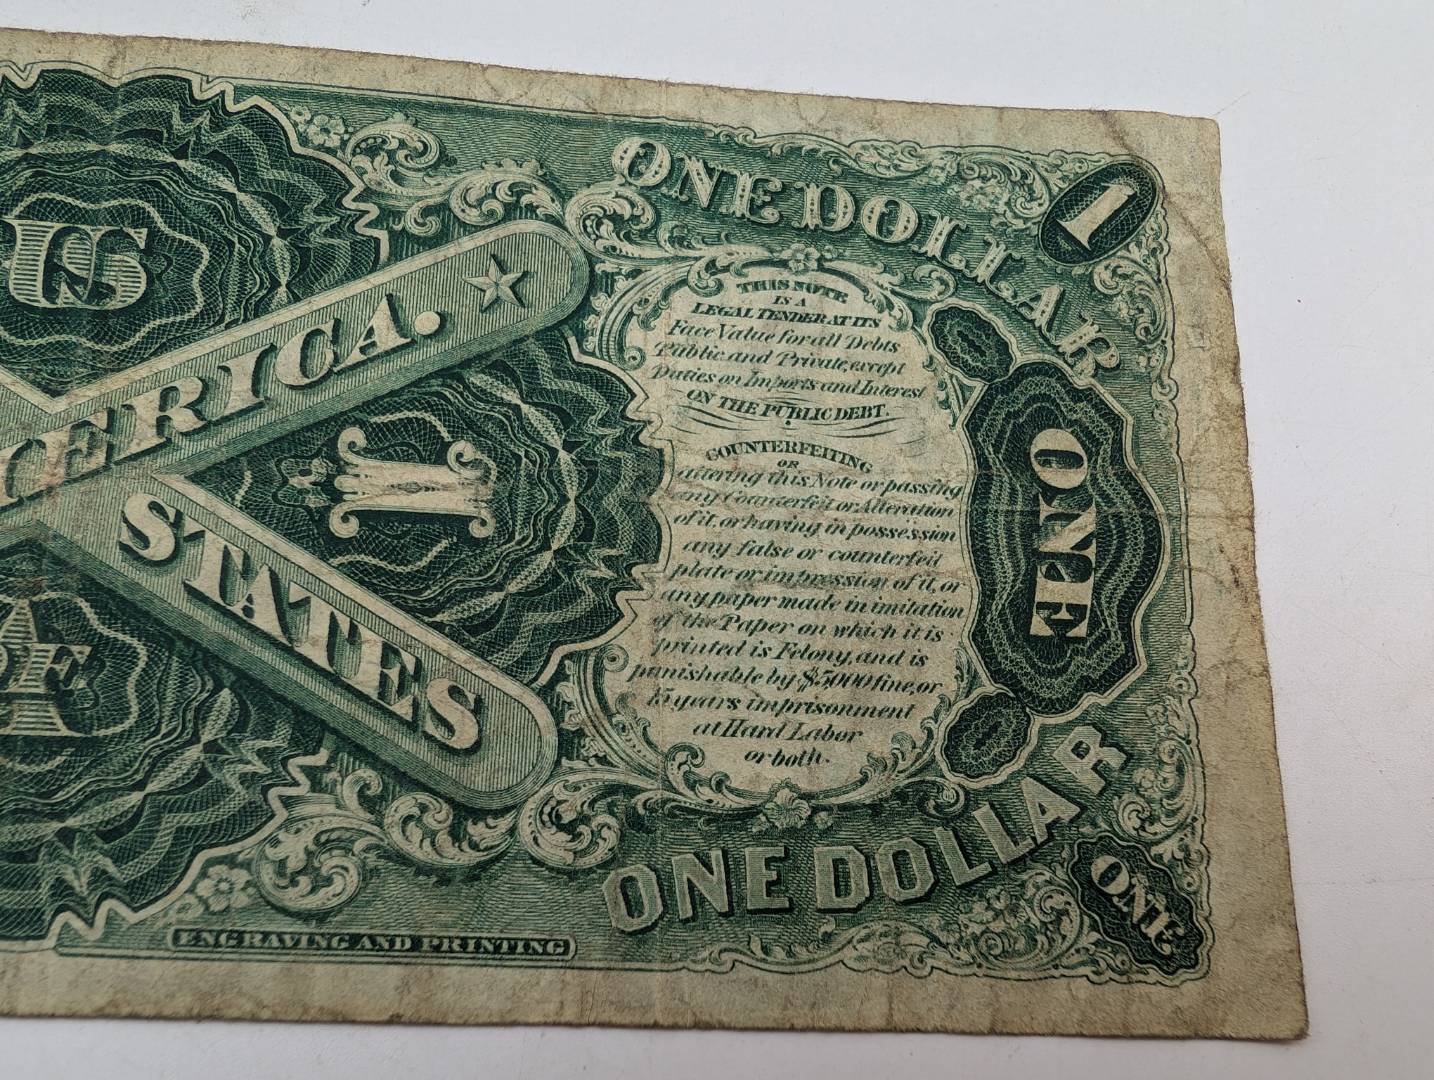 US
ONE DOLLAR
1
MERICA.
STATES
1
THIS NOTE
IS A
LEGAL TENDER AT ITS
Face Value for all Debts
Public and Private, except
Duties on Imports and Interest
ON THE PUBLIC DEBT.
COUNTERFEITING
OR
altering this Note or passing
any Counterfeit or Alteration
of it, or having in possession
any false or counterfeit
plate or impression of it, or
any paper made in imitation
of the Paper on which it is
printed is Felony, and is
punishable by $5,000 fine, or
15 years imprisonment
at Hard Labor
or both.
ONE
ONE DOLLAR
ONE
ENGRAVING AND PRINTING